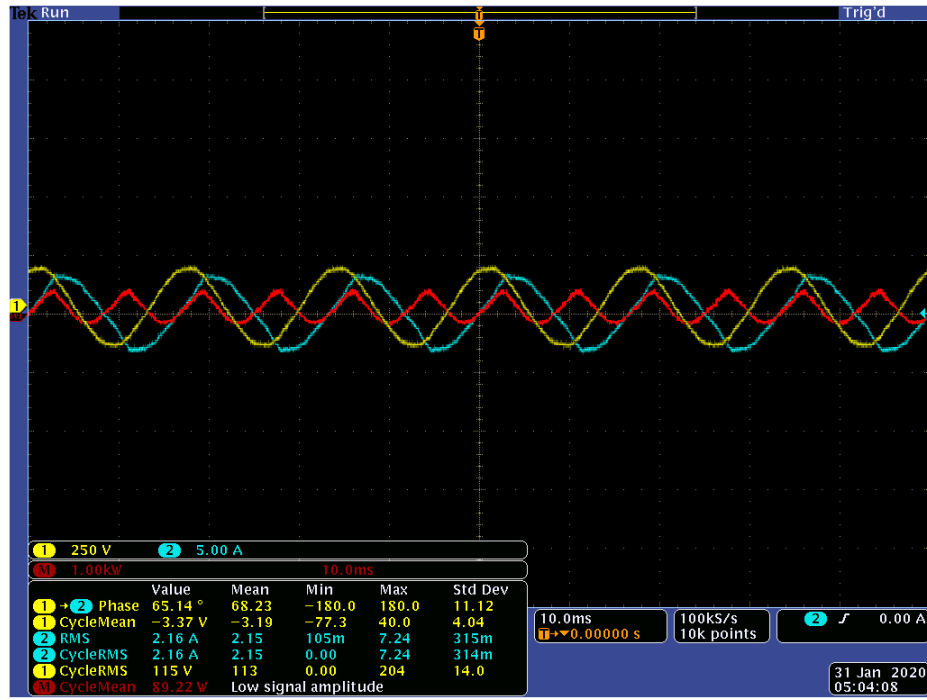 Tek Run Trig'd
T
T
1
M
1 250 V 2 5.00 A
M 1.00kW 10.0ms
Value Mean Min Max Std Dev
1 → 2 Phase 65.14 ° 68.23 −180.0 180.0 11.12
1 CycleMean −3.37 V −3.19 −77.3 40.0 4.04
2 RMS 2.16 A 2.15 105m 7.24 315m
2 CycleRMS 2.16 A 2.15 0.00 7.24 314m
1 CycleRMS 115 V 113 0.00 204 14.0
M CycleMean 89.22 W Low signal amplitude
10.0ms
T→▼0.00000 s
100kS/s
10k points
2 ƒ 0.00 A
31 Jan 2020
05:04:08